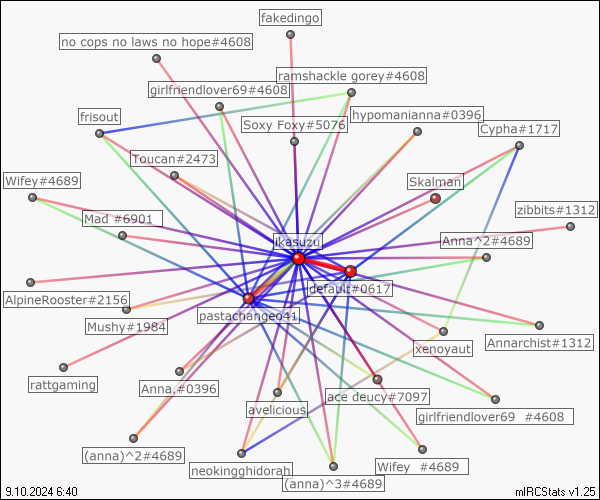 fakedingo
no cops no laws no hope#4608
ramshackle gorey#4608
girlfriendlover69#4608
frisout
Soxy Foxy#5076
hypomanianna#0396
Cypha#1717
Toucan#2473
Wifey#4689
Skalman
Mad #6901
zibbits#1312
ikasuzu
Anna^2#4689
default#0617
AlpineRooster#2156
pastachangeo41
Mushy#1984
xenoyaut
Annarchist#1312
rattgaming
Anna.#0396
ace deucy#7097
avelicious
girlfriendlover69 #4608
(anna)^2#4689
neokingghidorah
Wifey #4689
(anna)^3#4689
9.10.2024 6:40
mIRCStats v1.25